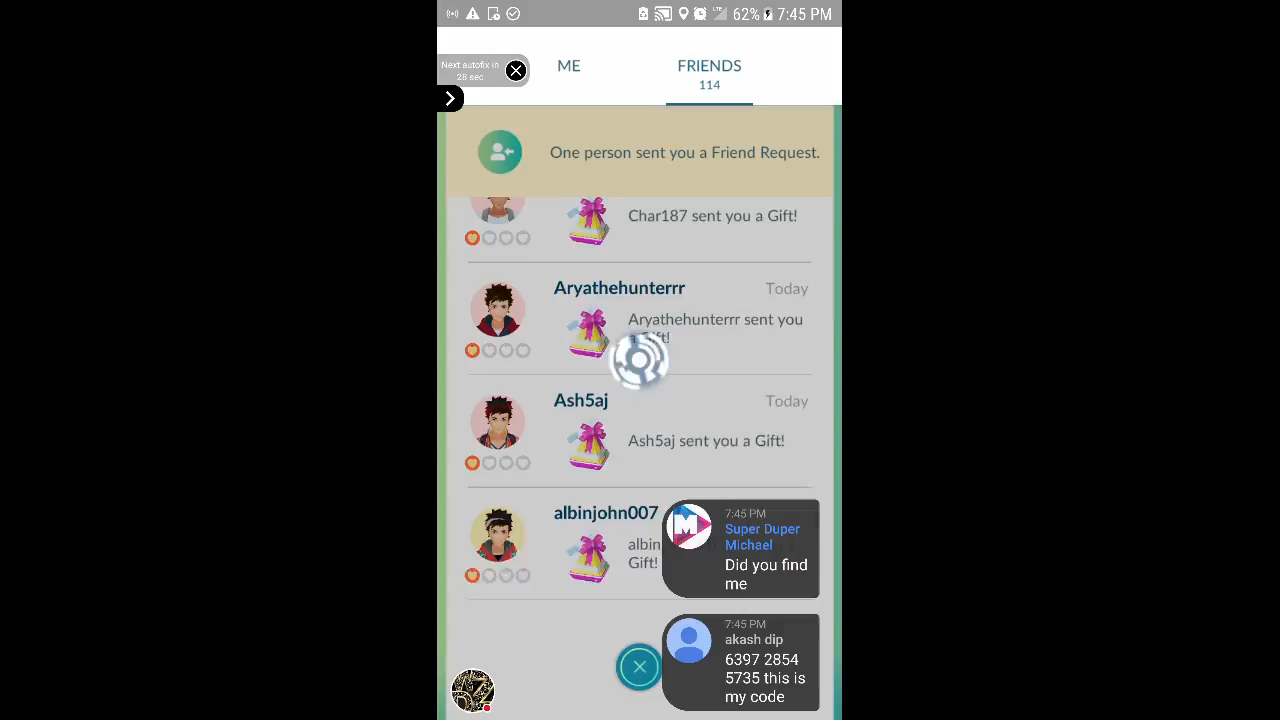 LTE 62% 7:45 PM
Next autofix in
28 sec
ME
FRIENDS
114
One person sent you a Friend Request.
Char187 sent you a Gift!
Aryathehunterrr
Today
Aryathehunterrr sent you
a Gift!
Ash5aj
Today
Ash5aj sent you a Gift!
albinjohn007
albin
Gift!
7:45 PM
Super Duper
Michael
Did you find
me
7:45 PM
akash dip
6397 2854
5735 this is
my code